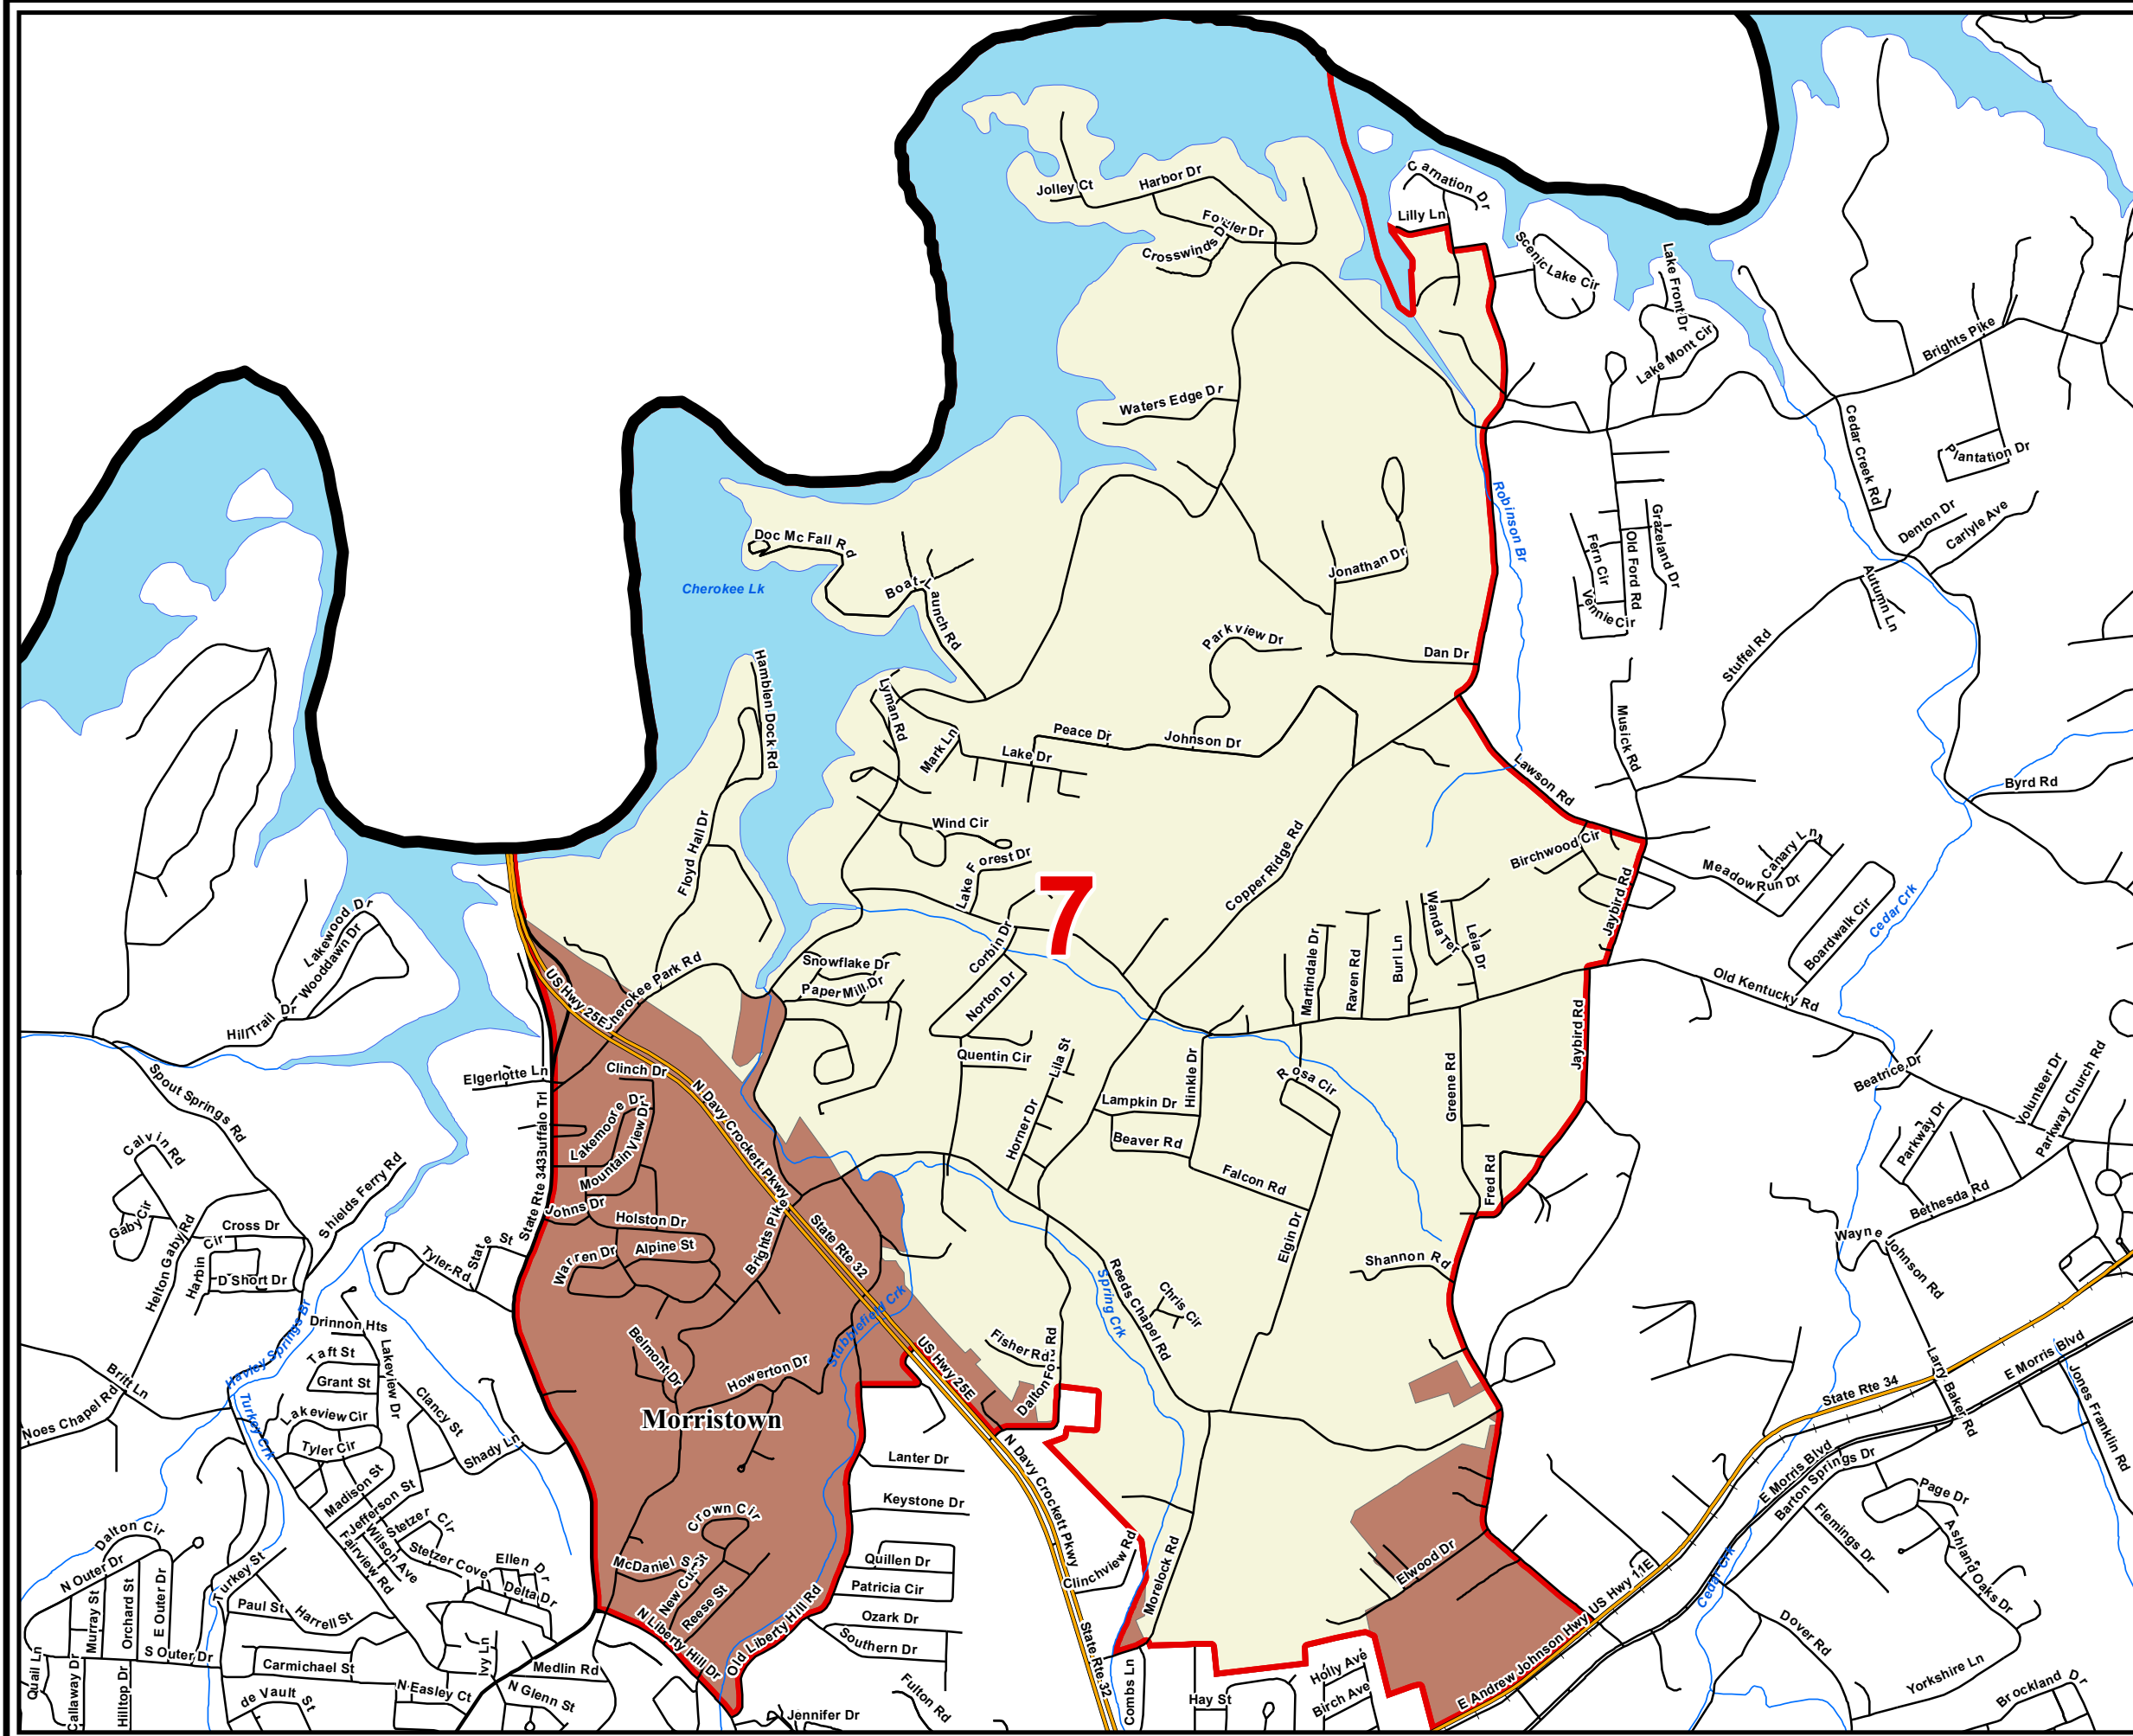 Carnation Dr
Jolley Ct
Harbor Dr
Lilly Ln
Fowler Dr
Crosswinds Dr
Scenic Lake Cir
Lake Front Dr
Lake Mont Cir
Brights Pike
Waters Edge Dr
Cedar Creek Rd
Plantation Dr
Robinson Br
Doc Mc Fall Rd
Denton Dr
Carlyle Ave
Grazeland Dr
Old Ford Rd
Fern Cir
Vennie Cir
Jonathan Dr
Autumn Ln
Cherokee Lk
Boat Launch Rd
Parkview Dr
Dan Dr
Stuffel Rd
Hamblen Dock Rd
Lyman Rd
Mark Ln
Peace Dr
Johnson Dr
Lake Dr
Musick Rd
Lawson Rd
Byrd Rd
Wind Cir
Floyd Hall Dr
Lake Forest Dr
Copper Ridge Rd
Birchwood Cir
Canary Ln
Meadow Run Dr
Jaybird Rd
Boardwalk Cir
Cedar Crk
7
Lakewood Dr
Wooddawn Dr
Hill Trail Dr
US Hwy 25E
Cherokee Park Rd
Snowflake Dr
Paper Mill Dr
Corbin Dr
Norton Dr
Martindale Dr
Raven Rd
Burl Ln
Wanda Ter
Leia Dr
Old Kentucky Rd
Jaybird Rd
Quentin Cir
Lila St
Elgerlotte Ln
Clinch Dr
N Davy Crockett Pkwy
Hinkle Dr
Rosa Cir
Greene Rd
Beatrice Dr
Volunteer Dr
Parkway Church Rd
Parkway Dr
Spout Springs Rd
Calvin Rd
State Rte 343
Buffalo Trl
Lakemoore Dr
Mountain View Dr
Lampkin Dr
Beaver Rd
Horner Dr
Falcon Rd
Fred Rd
Bethesda Rd
Gaby Cir
Helton Gaby Rd
Cross Dr
Harbin Cir
D Short Dr
Shields Ferry Rd
Johns Dr
Holston Dr
Alpine St
Warren Dr
Brights Pike
State Rte 32
Tyler Rd
State St
Elgin Dr
Shannon Rd
Wayne Johnson Rd
Spring Crk
Reeds Chapel Rd
Chris Cir
Havley Springs Br
Drinnon Hts
Taft St
Grant St
Lakeview Dr
Belmont Dr
Howerton Dr
Stubblefield Crk
US Hwy 25E
Fisher Rd
Dalton Ford Rd
Larry Baker Rd
State Rte 34
E Morris Blvd
Jones Franklin Rd
Britt Ln
Noes Chapel Rd
Turkey Crk
Lakeview Cir
Tyler Cir
Clancy St
Shady Ln
Morristown
Lanter Dr
Keystone Dr
N Davy Crockett Pkwy
E Morris Blvd
Barton Springs Dr
Page Dr
Flemings Dr
Ashland Oaks Dr
Madison St
Jefferson St
Stetzer Cir
Wilson Ave
Fairview Rd
Stetzer Cove
Ellen Dr
Delta Dr
Crown Cir
McDaniel St
New Cut
Reese St
Quillen Dr
Patricia Cir
Ozark Dr
Southern Dr
Clinchview Rd
Morelock Rd
Elwood Dr
US Hwy 11E
E Andrew Johnson Hwy
Cedar Crk
Dover Rd
Dalton Cir
N Outer Dr
Murray St
Orchard St
E Outer Dr
Turkey St
Paul St
Harrell St
S Outer Dr
Carmichael St
de Vault St
N Easley Ct
Ivy Ln
Medlin Rd
N Glenn St
N Liberty Hill Dr
Old Liberty Hill Rd
Jennifer Dr
Fulton Rd
State Rte 32
Combs Ln
Hay St
Holly Ave
Birch Ave
Quail Ln
Callaway Dr
Hilltop Dr
Yorkshire Ln
Brockland Dr